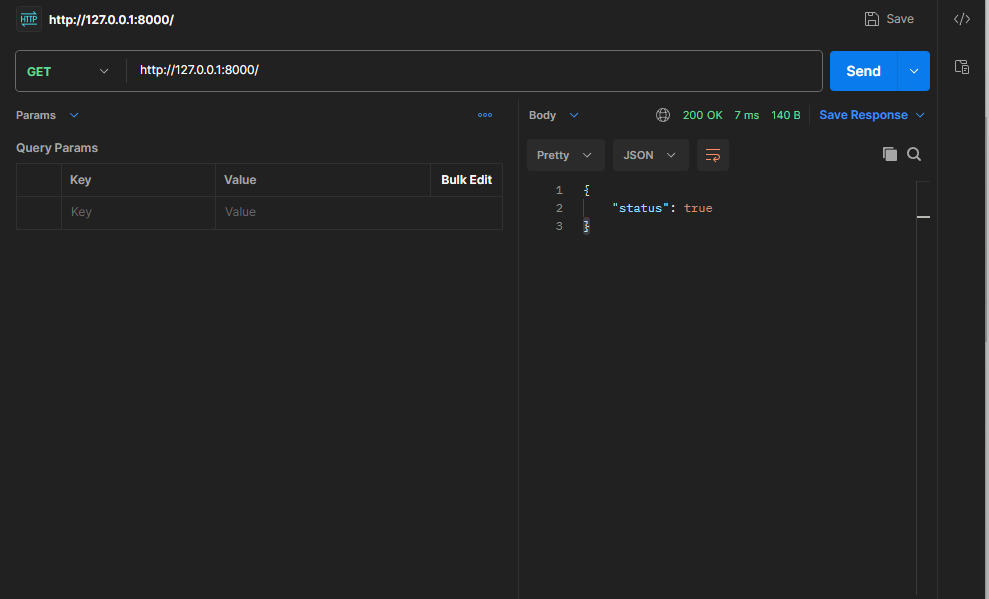 HTTP http://127.0.0.1:8000/ Save </>
GET http://127.0.0.1:8000/ Send
Params
Query Params
Key Value Bulk Edit
Key Value
Body 200 OK 7 ms 140 B Save Response
Pretty JSON
1 {
2 "status": true
3 }